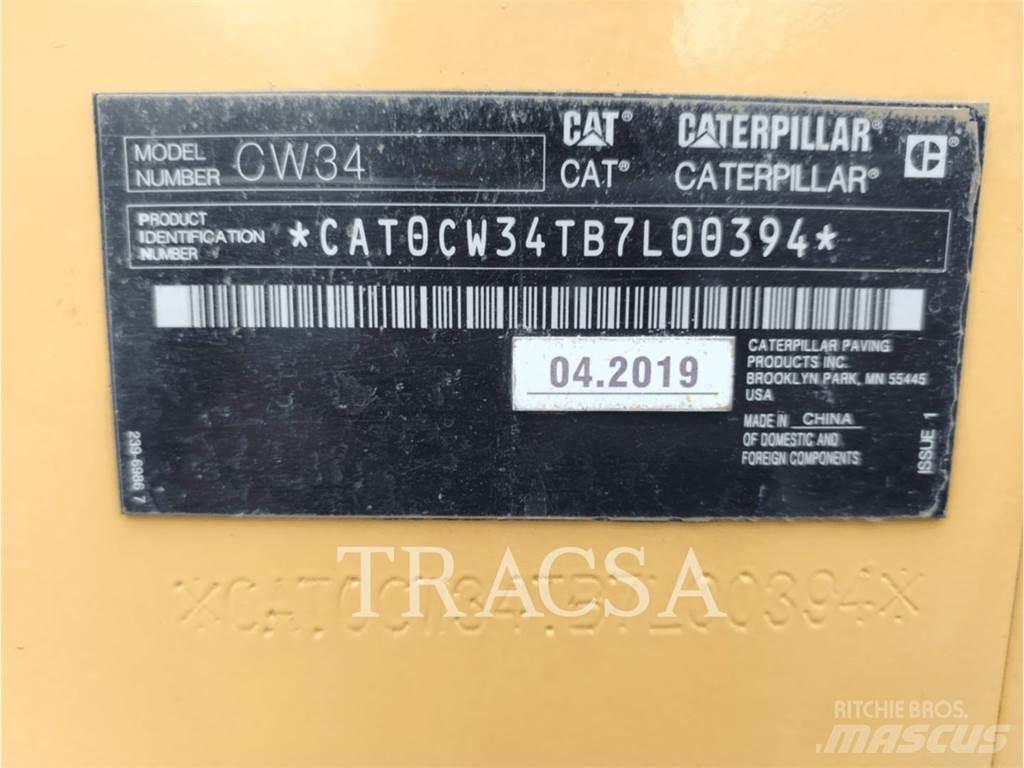 CAT® CATERPILLAR®
MODEL NUMBER CW34
CAT® CATERPILLAR®
PRODUCT IDENTIFICATION NUMBER *CAT0CW34TB7L00394*
04.2019
CATERPILLAR PAVING
PRODUCTS INC.
BROOKLYN PARK, MN 55445
USA
MADE IN CHINA
OF DOMESTIC AND
FOREIGN COMPONENTS
ISSUE 1
239-6986 7
TRACSA
*CAT0CW34TB7L00394*
RITCHIE BROS.
MASCUS